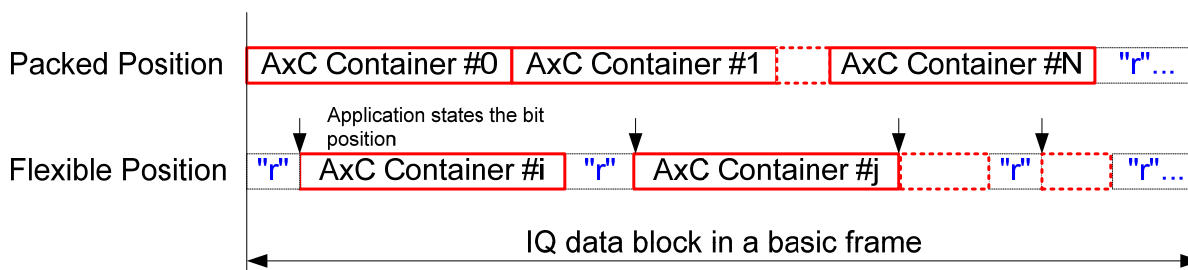 Packed Position
AxC Container #0
AxC Container #1
AxC Container #N
"r"...
Application states the bit
position
Flexible Position
"r"
AxC Container #i
"r"
AxC Container #j
"r"
"r"...
IQ data block in a basic frame